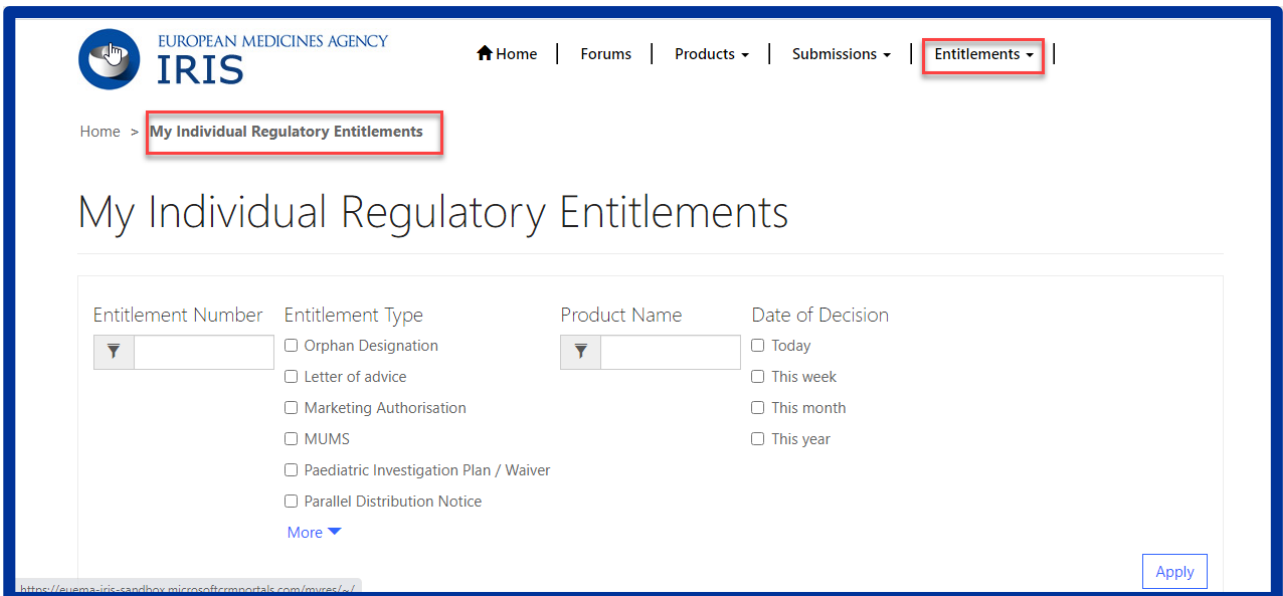 EUROPEAN MEDICINES AGENCY
IRIS
Home Forums Products Submissions Entitlements
Home > My Individual Regulatory Entitlements
My Individual Regulatory Entitlements
Entitlement Number Entitlement Type Product Name Date of Decision
Orphan Designation Today
Letter of advice This week
Marketing Authorisation This month
MUMS This year
Paediatric Investigation Plan / Waiver
Parallel Distribution Notice
More
Apply
https://euema-iris-sandbox.microsoftcrmportals.com/myres/~/